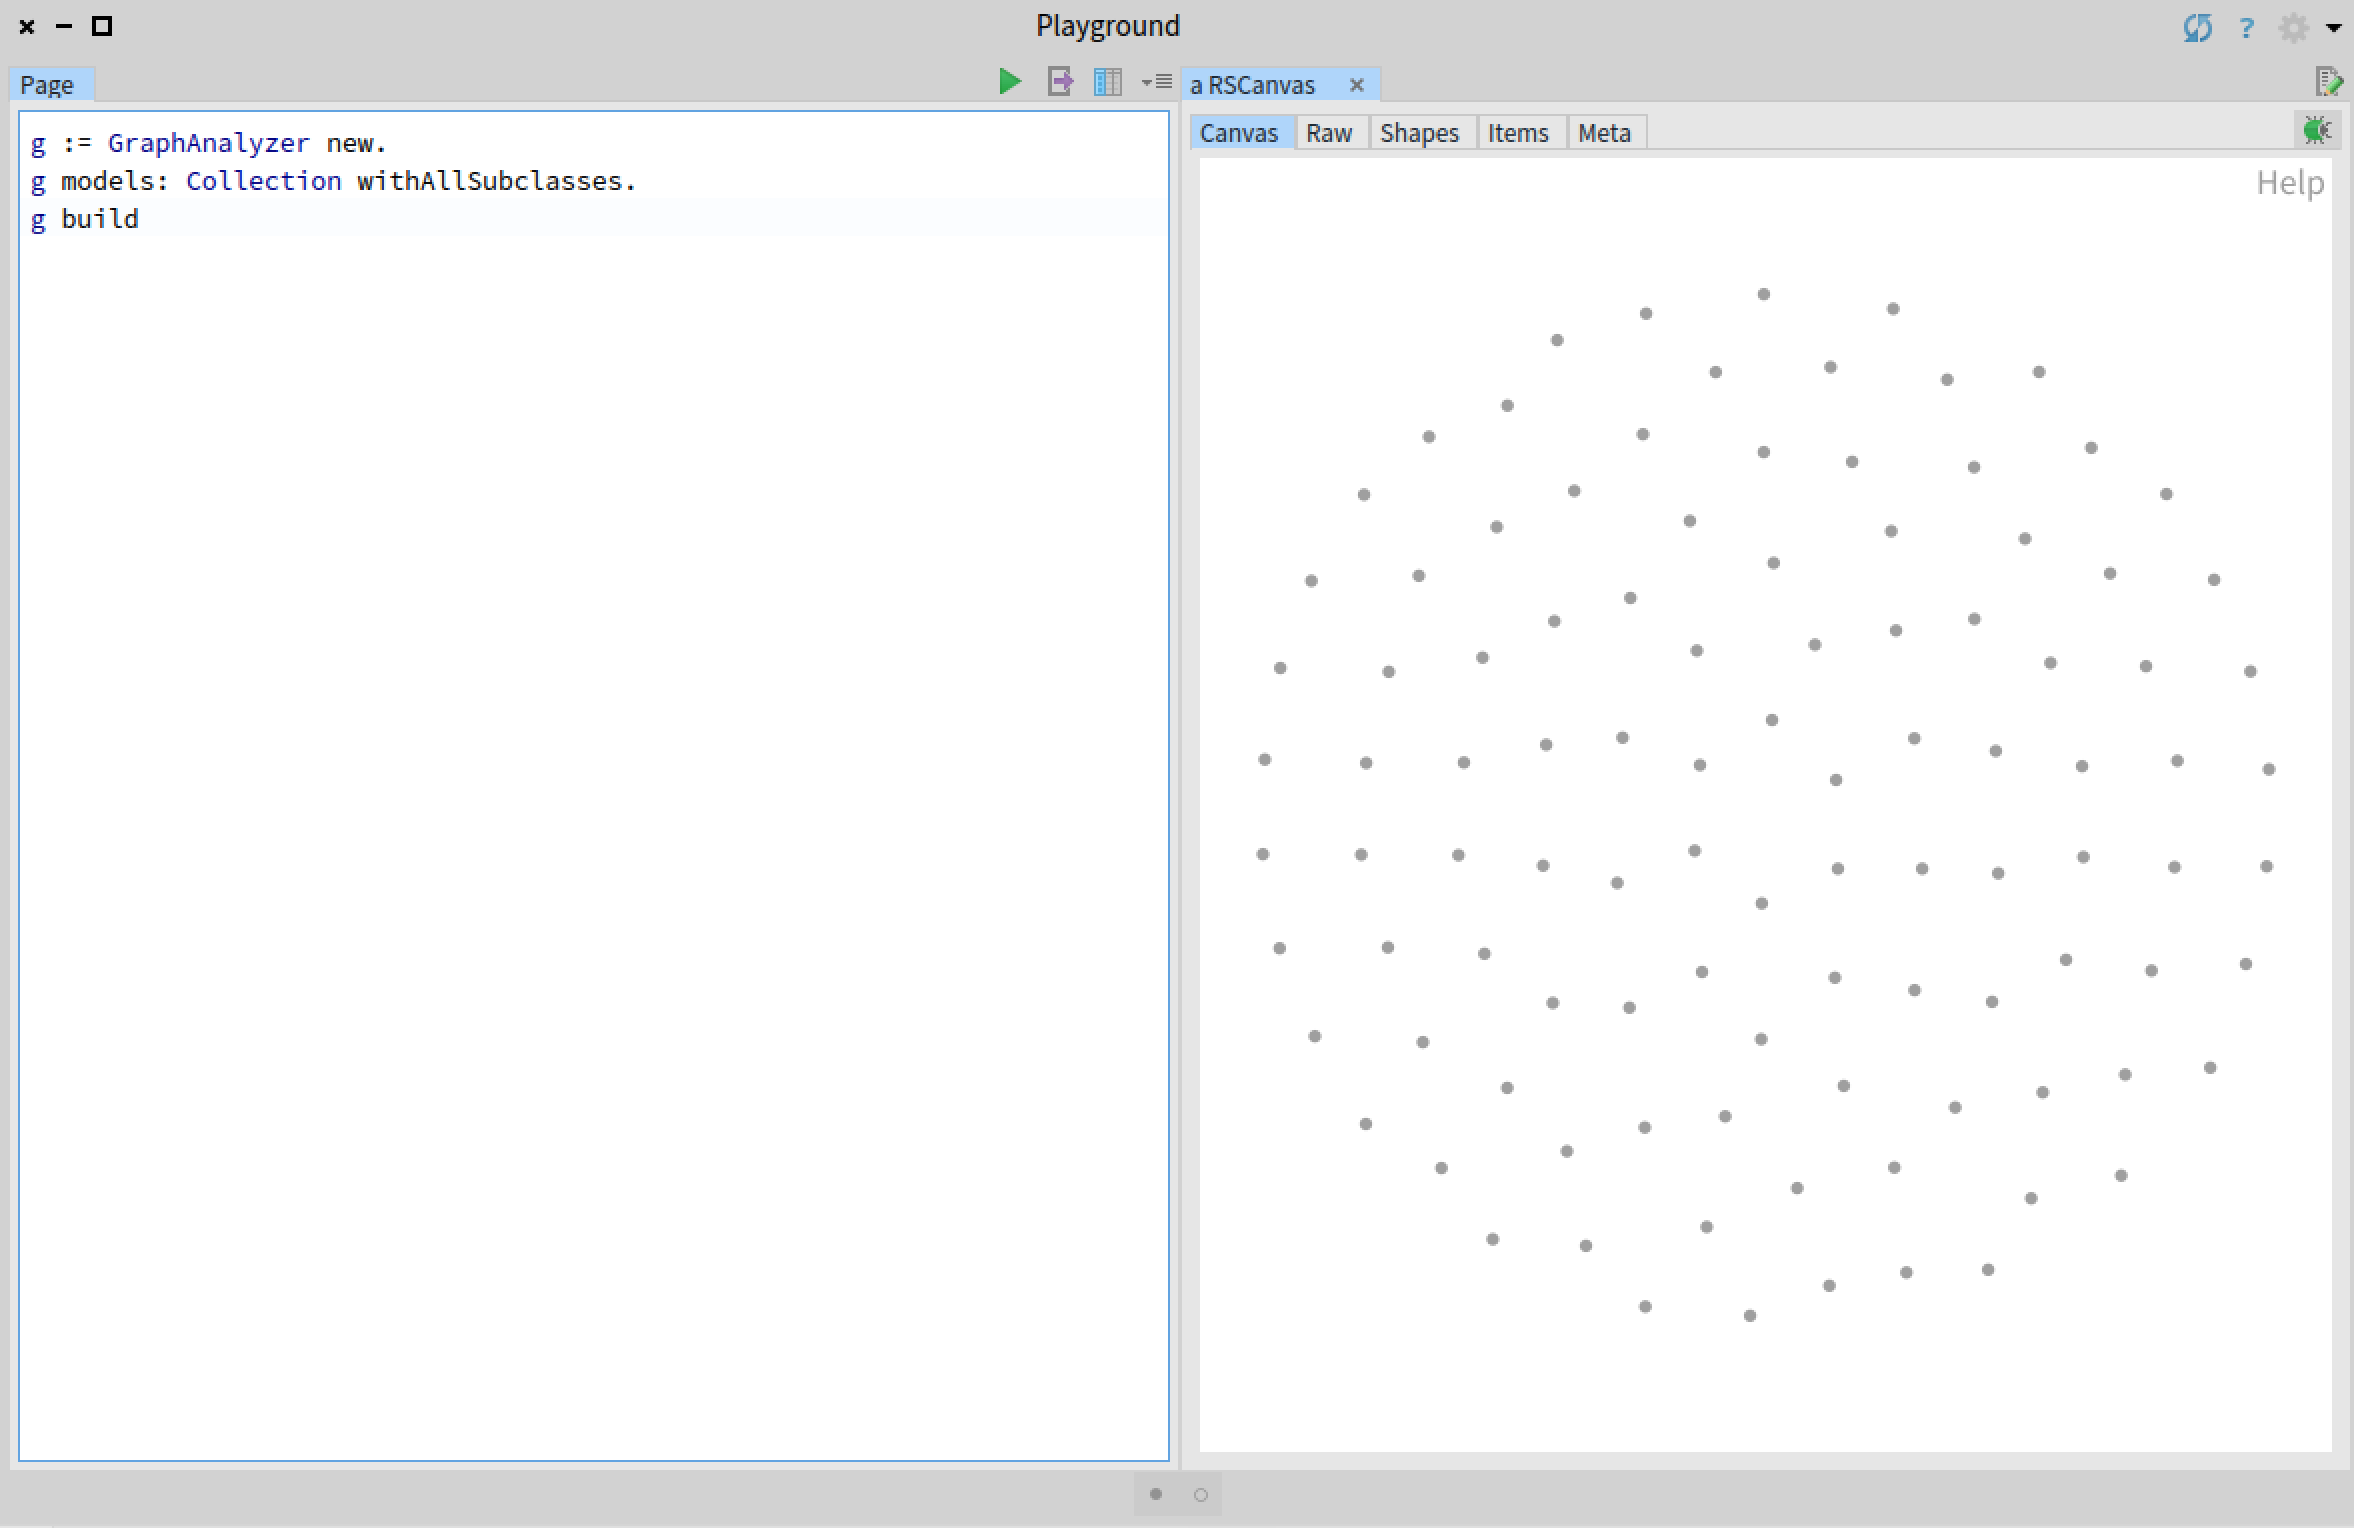 Playground
?
Page
g := GraphAnalyzer new.
g models: Collection withAllSubclasses.
g build
a RSCanvas
Canvas Raw Shapes Items Meta
Help